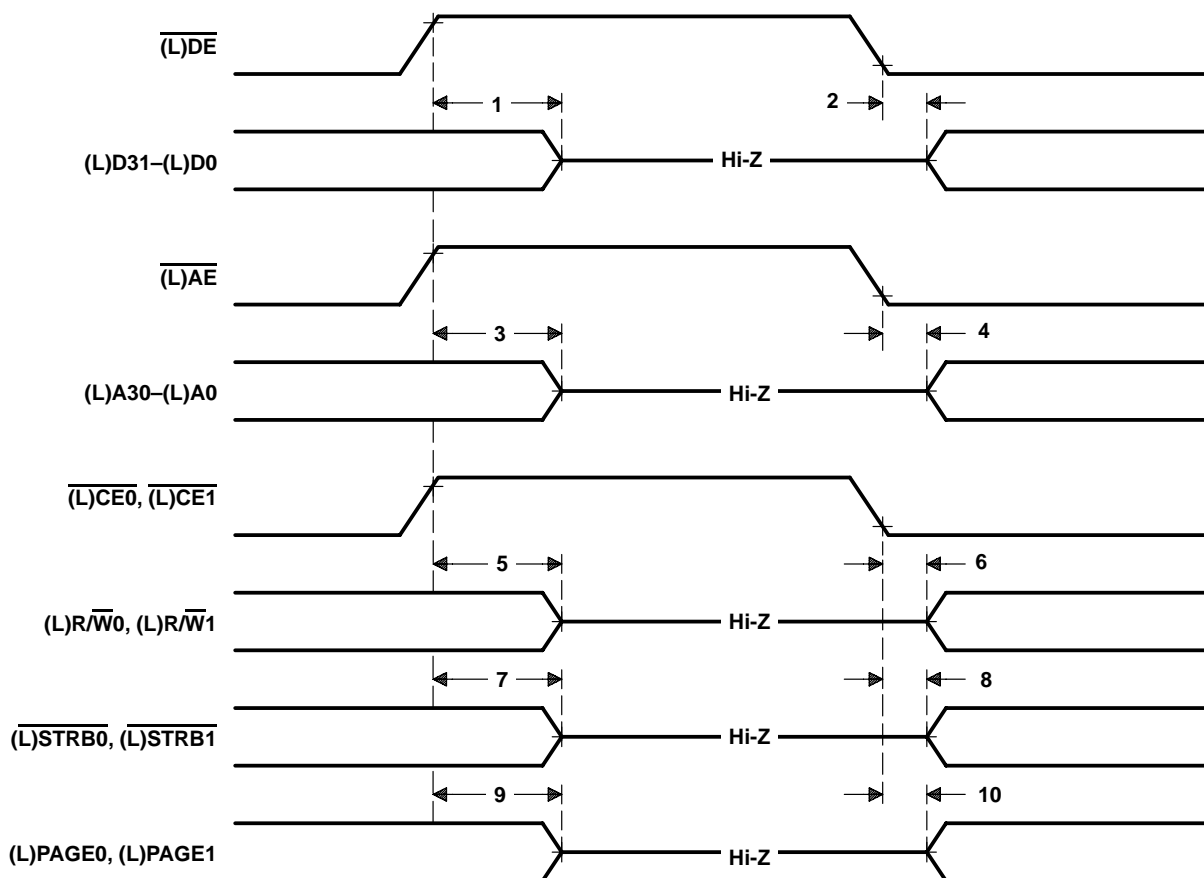 (L)DE
1
2
(L)D31–(L)D0
Hi-Z
(L)AE
3
4
(L)A30–(L)A0
Hi-Z
(L)CE0, (L)CE1
5
6
(L)R/W0, (L)R/W1
Hi-Z
7
8
(L)STRB0, (L)STRB1
Hi-Z
9
10
(L)PAGE0, (L)PAGE1
Hi-Z